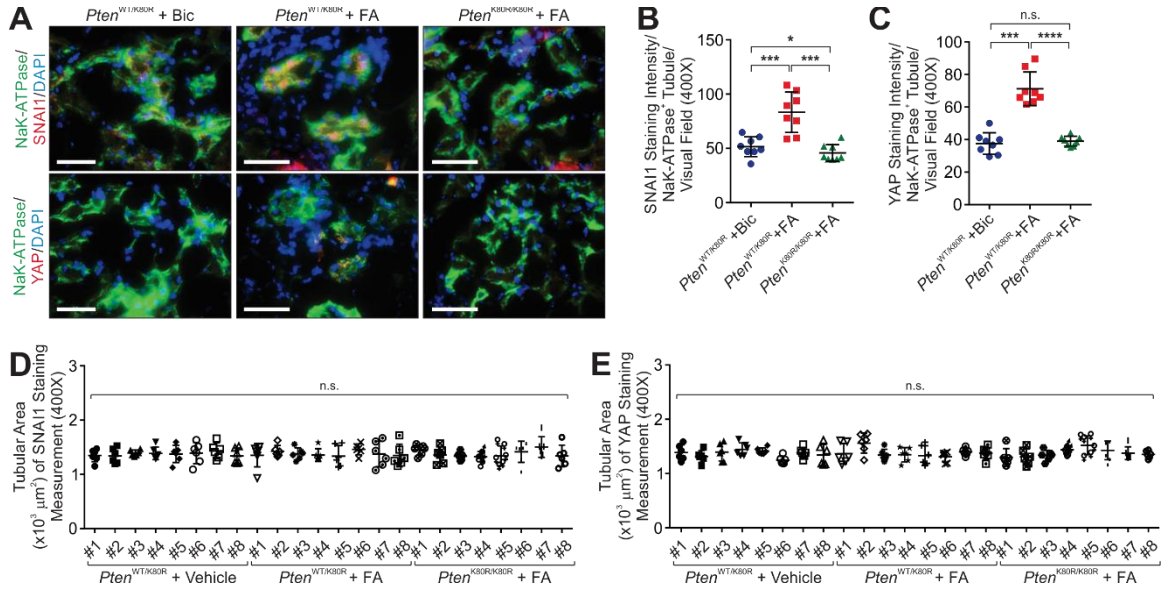 A
Pten^WT/K80R + Bic
Pten^WT/K80R + FA
Pten^K80R/K80R + FA
NaK-ATPase/
SNAI1/DAPI
NaK-ATPase/
YAP/DAPI
B
SNAI1 Staining Intensity/
NaK-ATPase⁺ Tubule/
Visual Field (400X)
150
100
50
0
*
***
***
Pten^WT/K80R +Bic
Pten^WT/K80R +FA
Pten^K80R/K80R +FA
C
YAP Staining Intensity/
NaK-ATPase⁺ Tubule/
Visual Field (400X)
100
80
60
40
20
0
n.s.
***
****
Pten^WT/K80R +Bic
Pten^WT/K80R +FA
Pten^K80R/K80R +FA
D
Tubular Area
(x10³ μm²) of SNAI1 Staining
Measurement (400X)
3
2
1
0
n.s.
#1 #2 #3 #4 #5 #6 #7 #8 #1 #2 #3 #4 #5 #6 #7 #8 #1 #2 #3 #4 #5 #6 #7 #8
Pten^WT/K80R + Vehicle
Pten^WT/K80R + FA
Pten^K80R/K80R + FA
E
Tubular Area
(x10³ μm²) of YAP Staining
Measurement (400X)
3
2
1
0
n.s.
#1 #2 #3 #4 #5 #6 #7 #8 #1 #2 #3 #4 #5 #6 #7 #8 #1 #2 #3 #4 #5 #6 #7 #8
Pten^WT/K80R + Vehicle
Pten^WT/K80R + FA
Pten^K80R/K80R + FA